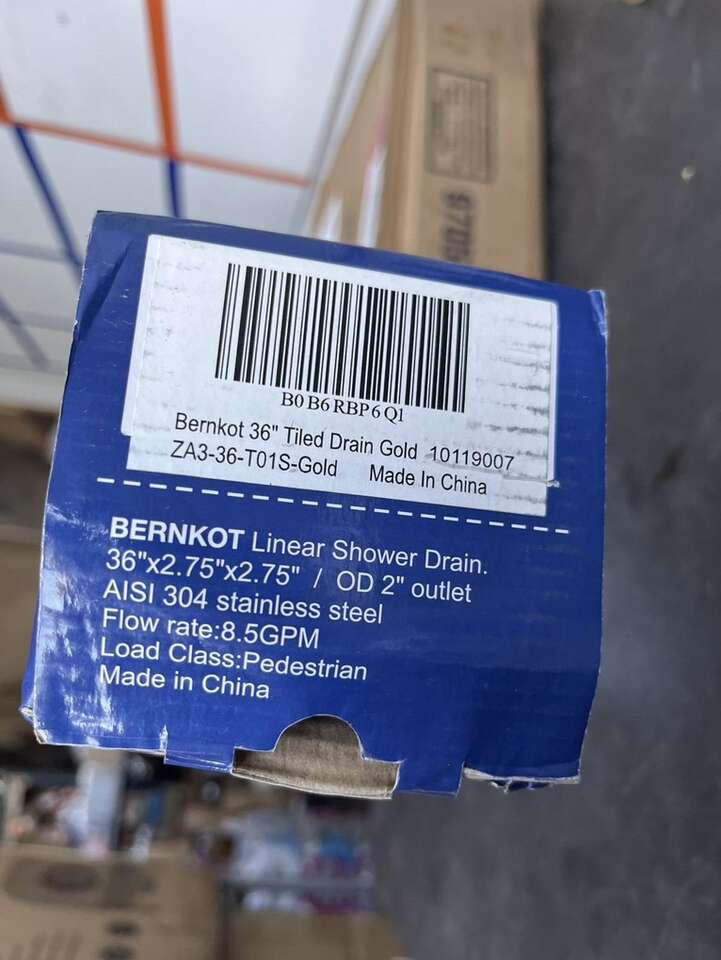 B0B6RBP6Q1
Bernkot 36" Tiled Drain Gold 10119007
ZA3-36-T01S-Gold Made In China
BERNKOT Linear Shower Drain.
36"x2.75"x2.75" / OD 2" outlet
AISI 304 stainless steel
Flow rate:8.5GPM
Load Class:Pedestrian
Made in China